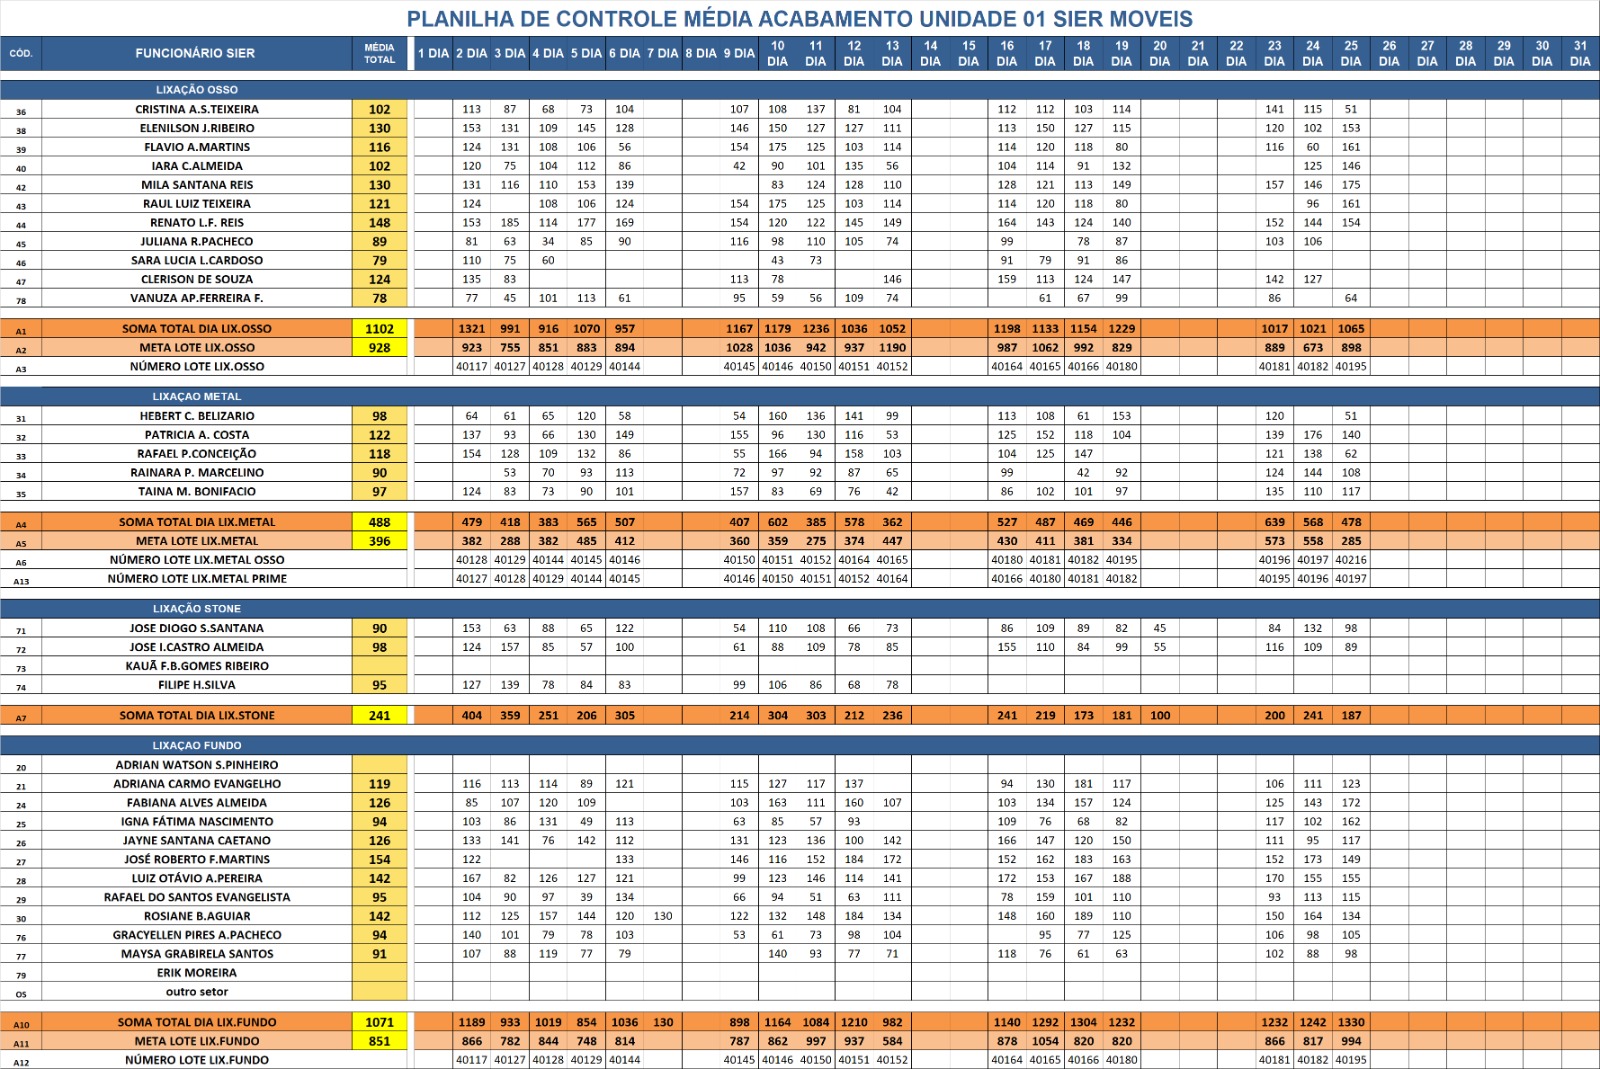 PLANILHA DE CONTROLE MÉDIA ACABAMENTO UNIDADE 01 SIER MOVEIS
CÓD. FUNCIONÁRIO SIER MÉDIA TOTAL 1 DIA 2 DIA 3 DIA 4 DIA 5 DIA 6 DIA 7 DIA 8 DIA 9 DIA 10 DIA 11 DIA 12 DIA 13 DIA 14 DIA 15 DIA 16 DIA 17 DIA 18 DIA 19 DIA 20 DIA 21 DIA 22 DIA 23 DIA 24 DIA 25 DIA 26 DIA 27 DIA 28 DIA 29 DIA 30 DIA 31 DIA
LIXAÇÃO OSSO
36 CRISTINA A.S.TEIXEIRA 102 113 87 68 73 104 107 108 137 81 104 112 112 103 114 141 115 51
38 ELENILSON J.RIBEIRO 130 153 131 109 145 128 146 150 127 127 111 113 150 127 115 120 102 153
39 FLAVIO A.MARTINS 116 124 131 108 106 56 154 175 125 103 114 114 120 118 80 116 60 161
40 IARA C.ALMEIDA 102 120 75 104 112 86 42 90 101 135 56 104 114 91 132 125 146
42 MILA SANTANA REIS 130 131 116 110 153 139 83 124 128 110 128 121 113 149 157 146 175
43 RAUL LUIZ TEIXEIRA 121 124 108 106 124 154 175 125 103 114 114 120 118 80 96 161
44 RENATO L.F. REIS 148 153 185 114 177 169 154 120 122 145 149 164 143 124 140 152 144 154
45 JULIANA R.PACHECO 89 81 63 34 85 90 116 98 110 105 74 99 78 87 103 106
46 SARA LUCIA L.CARDOSO 79 110 75 60 43 73 91 79 91 86
47 CLERISON DE SOUZA 124 135 83 113 78 146 159 113 124 147 142 127
78 VANUZA AP.FERREIRA F. 78 77 45 101 113 61 95 59 56 109 74 61 67 99 86 64
A1 SOMA TOTAL DIA LIX.OSSO 1102 1321 991 916 1070 957 1167 1179 1236 1036 1052 1198 1133 1154 1229 1017 1021 1065
A2 META LOTE LIX.OSSO 928 923 755 851 883 894 1028 1036 942 937 1190 987 1062 992 829 889 673 898
A3 NÚMERO LOTE LIX.OSSO 40117 40127 40128 40129 40144 40145 40146 40150 40151 40152 40164 40165 40166 40180 40181 40182 40195
LIXAÇAO METAL
31 HEBERT C. BELIZARIO 98 64 61 65 120 58 54 160 136 141 99 113 108 61 153 120 51
32 PATRICIA A. COSTA 122 137 93 66 130 149 155 96 130 116 53 125 152 118 104 139 176 140
33 RAFAEL P.CONCEIÇÃO 118 154 128 109 132 86 55 166 94 158 103 104 125 147 121 138 62
34 RAINARA P. MARCELINO 90 53 70 93 113 72 97 92 87 65 99 42 92 124 144 108
35 TAINA M. BONIFACIO 97 124 83 73 90 101 157 83 69 76 42 86 102 101 97 135 110 117
A4 SOMA TOTAL DIA LIX.METAL 488 479 418 383 565 507 407 602 385 578 362 527 487 469 446 639 568 478
A5 META LOTE LIX.METAL 396 382 288 382 485 412 360 359 275 374 447 430 411 381 334 573 558 285
A6 NÚMERO LOTE LIX.METAL OSSO 40128 40129 40144 40145 40146 40150 40151 40152 40164 40165 40180 40181 40182 40195 40196 40197 40216
A13 NÚMERO LOTE LIX.METAL PRIME 40127 40128 40129 40144 40145 40146 40150 40151 40152 40164 40166 40180 40181 40182 40195 40196 40197
LIXAÇÃO STONE
71 JOSE DIOGO S.SANTANA 90 153 63 88 65 122 54 110 108 66 73 86 109 89 82 45 84 132 98
72 JOSE I.CASTRO ALMEIDA 98 124 157 85 57 100 61 88 109 78 85 155 110 84 99 55 116 109 89
73 KAUÃ F.B.GOMES RIBEIRO
74 FILIPE H.SILVA 95 127 139 78 84 83 99 106 86 68 78
A7 SOMA TOTAL DIA LIX.STONE 241 404 359 251 206 305 214 304 303 212 236 241 219 173 181 100 200 241 187
LIXAÇAO FUNDO
20 ADRIAN WATSON S.PINHEIRO
21 ADRIANA CARMO EVANGELHO 119 116 113 114 89 121 115 127 117 137 94 130 181 117 106 111 123
24 FABIANA ALVES ALMEIDA 126 85 107 120 109 103 163 111 160 107 103 134 157 124 125 143 172
25 IGNA FÁTIMA NASCIMENTO 94 103 86 131 49 113 63 85 57 93 109 76 68 82 117 102 162
26 JAYNE SANTANA CAETANO 126 133 141 76 142 112 131 123 136 100 142 166 147 120 150 111 95 117
27 JOSÉ ROBERTO F.MARTINS 154 122 133 146 116 152 184 172 152 162 183 163 152 173 149
28 LUIZ OTÁVIO A.PEREIRA 142 167 82 126 127 121 99 123 146 114 141 172 153 167 188 170 155 155
29 RAFAEL DO SANTOS EVANGELISTA 95 104 90 97 39 134 66 94 51 63 111 78 159 101 110 93 113 115
30 ROSIANE B.AGUIAR 142 112 125 157 144 120 130 122 132 148 184 134 148 160 189 110 150 164 134
76 GRACYELLEN PIRES A.PACHECO 94 140 101 79 78 103 53 61 73 98 104 95 77 125 106 98 105
77 MAYSA GRABIRELA SANTOS 91 107 88 119 77 79 140 93 77 71 118 76 61 63 102 88 98
79 ERIK MOREIRA
OS outro setor
A10 SOMA TOTAL DIA LIX.FUNDO 1071 1189 933 1019 854 1036 130 898 1164 1084 1210 982 1140 1292 1304 1232 1232 1242 1330
A11 META LOTE LIX.FUNDO 851 866 782 844 748 814 787 862 997 937 584 878 1054 820 820 866 817 994
A12 NÚMERO LOTE LIX.FUNDO 40117 40127 40128 40129 40144 40145 40146 40150 40151 40152 40164 40165 40166 40180 40181 40182 40195